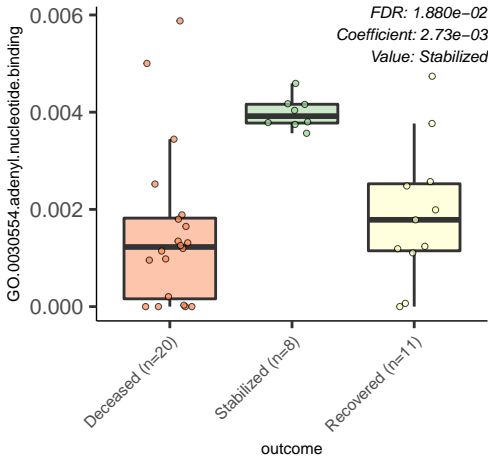 FDR: 1.880e−02
Coefficient: 2.73e−03
Value: Stabilized
GO.0030554.adenyl.nucleotide.binding
0.006
0.004
0.002
0.000
Deceased (n=20)
Stabilized (n=8)
Recovered (n=11)
outcome